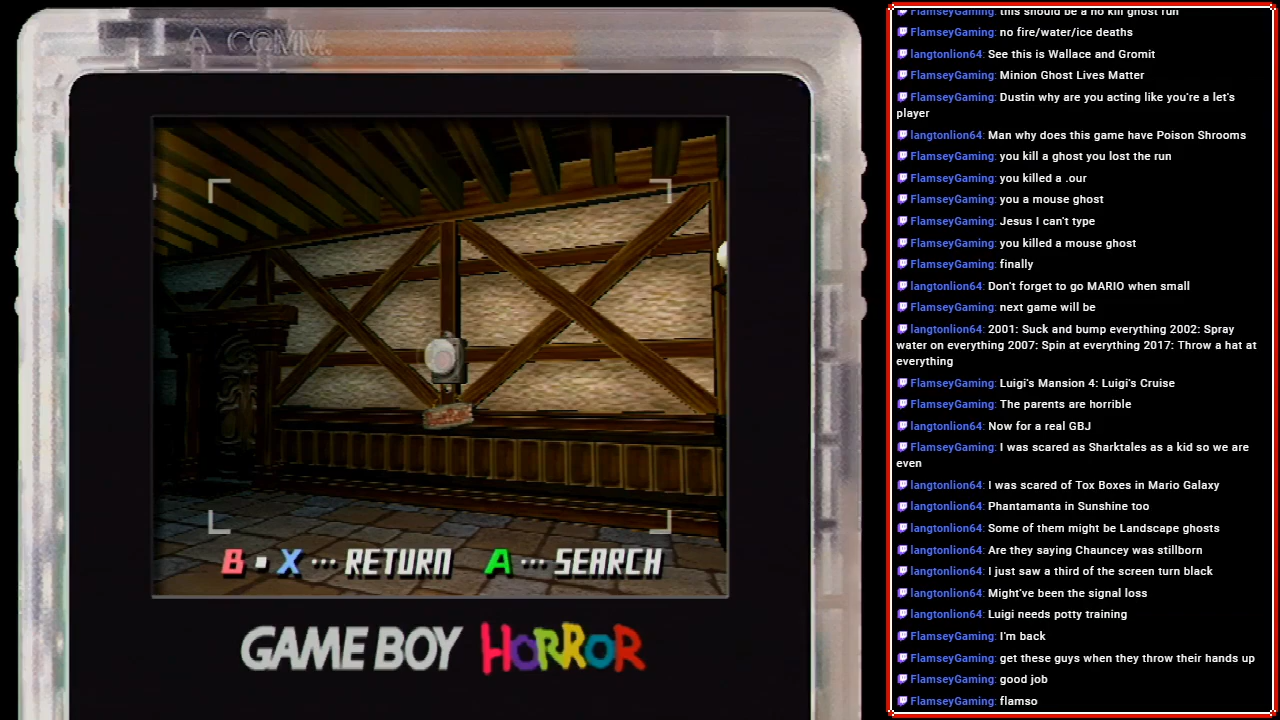 A COMM.
B ▪ X ··· RETURN A ··· SEARCH
GAME BOY HORROR
FlamseyGaming: this should be a no kill ghost run
FlamseyGaming: no fire/water/ice deaths
langtonlion64: See this is Wallace and Gromit
FlamseyGaming: Minion Ghost Lives Matter
FlamseyGaming: Dustin why are you acting like you're a let's
player
langtonlion64: Man why does this game have Poison Shrooms
FlamseyGaming: you kill a ghost you lost the run
FlamseyGaming: you killed a .our
FlamseyGaming: you a mouse ghost
FlamseyGaming: Jesus I can't type
FlamseyGaming: you killed a mouse ghost
FlamseyGaming: finally
langtonlion64: Don't forget to go MARIO when small
FlamseyGaming: next game will be
langtonlion64: 2001: Suck and bump everything 2002: Spray
water on everything 2007: Spin at everything 2017: Throw a hat at
everything
FlamseyGaming: Luigi's Mansion 4: Luigi's Cruise
FlamseyGaming: The parents are horrible
langtonlion64: Now for a real GBJ
FlamseyGaming: I was scared as Sharktales as a kid so we are
even
langtonlion64: I was scared of Tox Boxes in Mario Galaxy
langtonlion64: Phantamanta in Sunshine too
langtonlion64: Some of them might be Landscape ghosts
langtonlion64: Are they saying Chauncey was stillborn
langtonlion64: I just saw a third of the screen turn black
langtonlion64: Might've been the signal loss
langtonlion64: Luigi needs potty training
FlamseyGaming: I'm back
FlamseyGaming: get these guys when they throw their hands up
FlamseyGaming: good job
FlamseyGaming: flamso